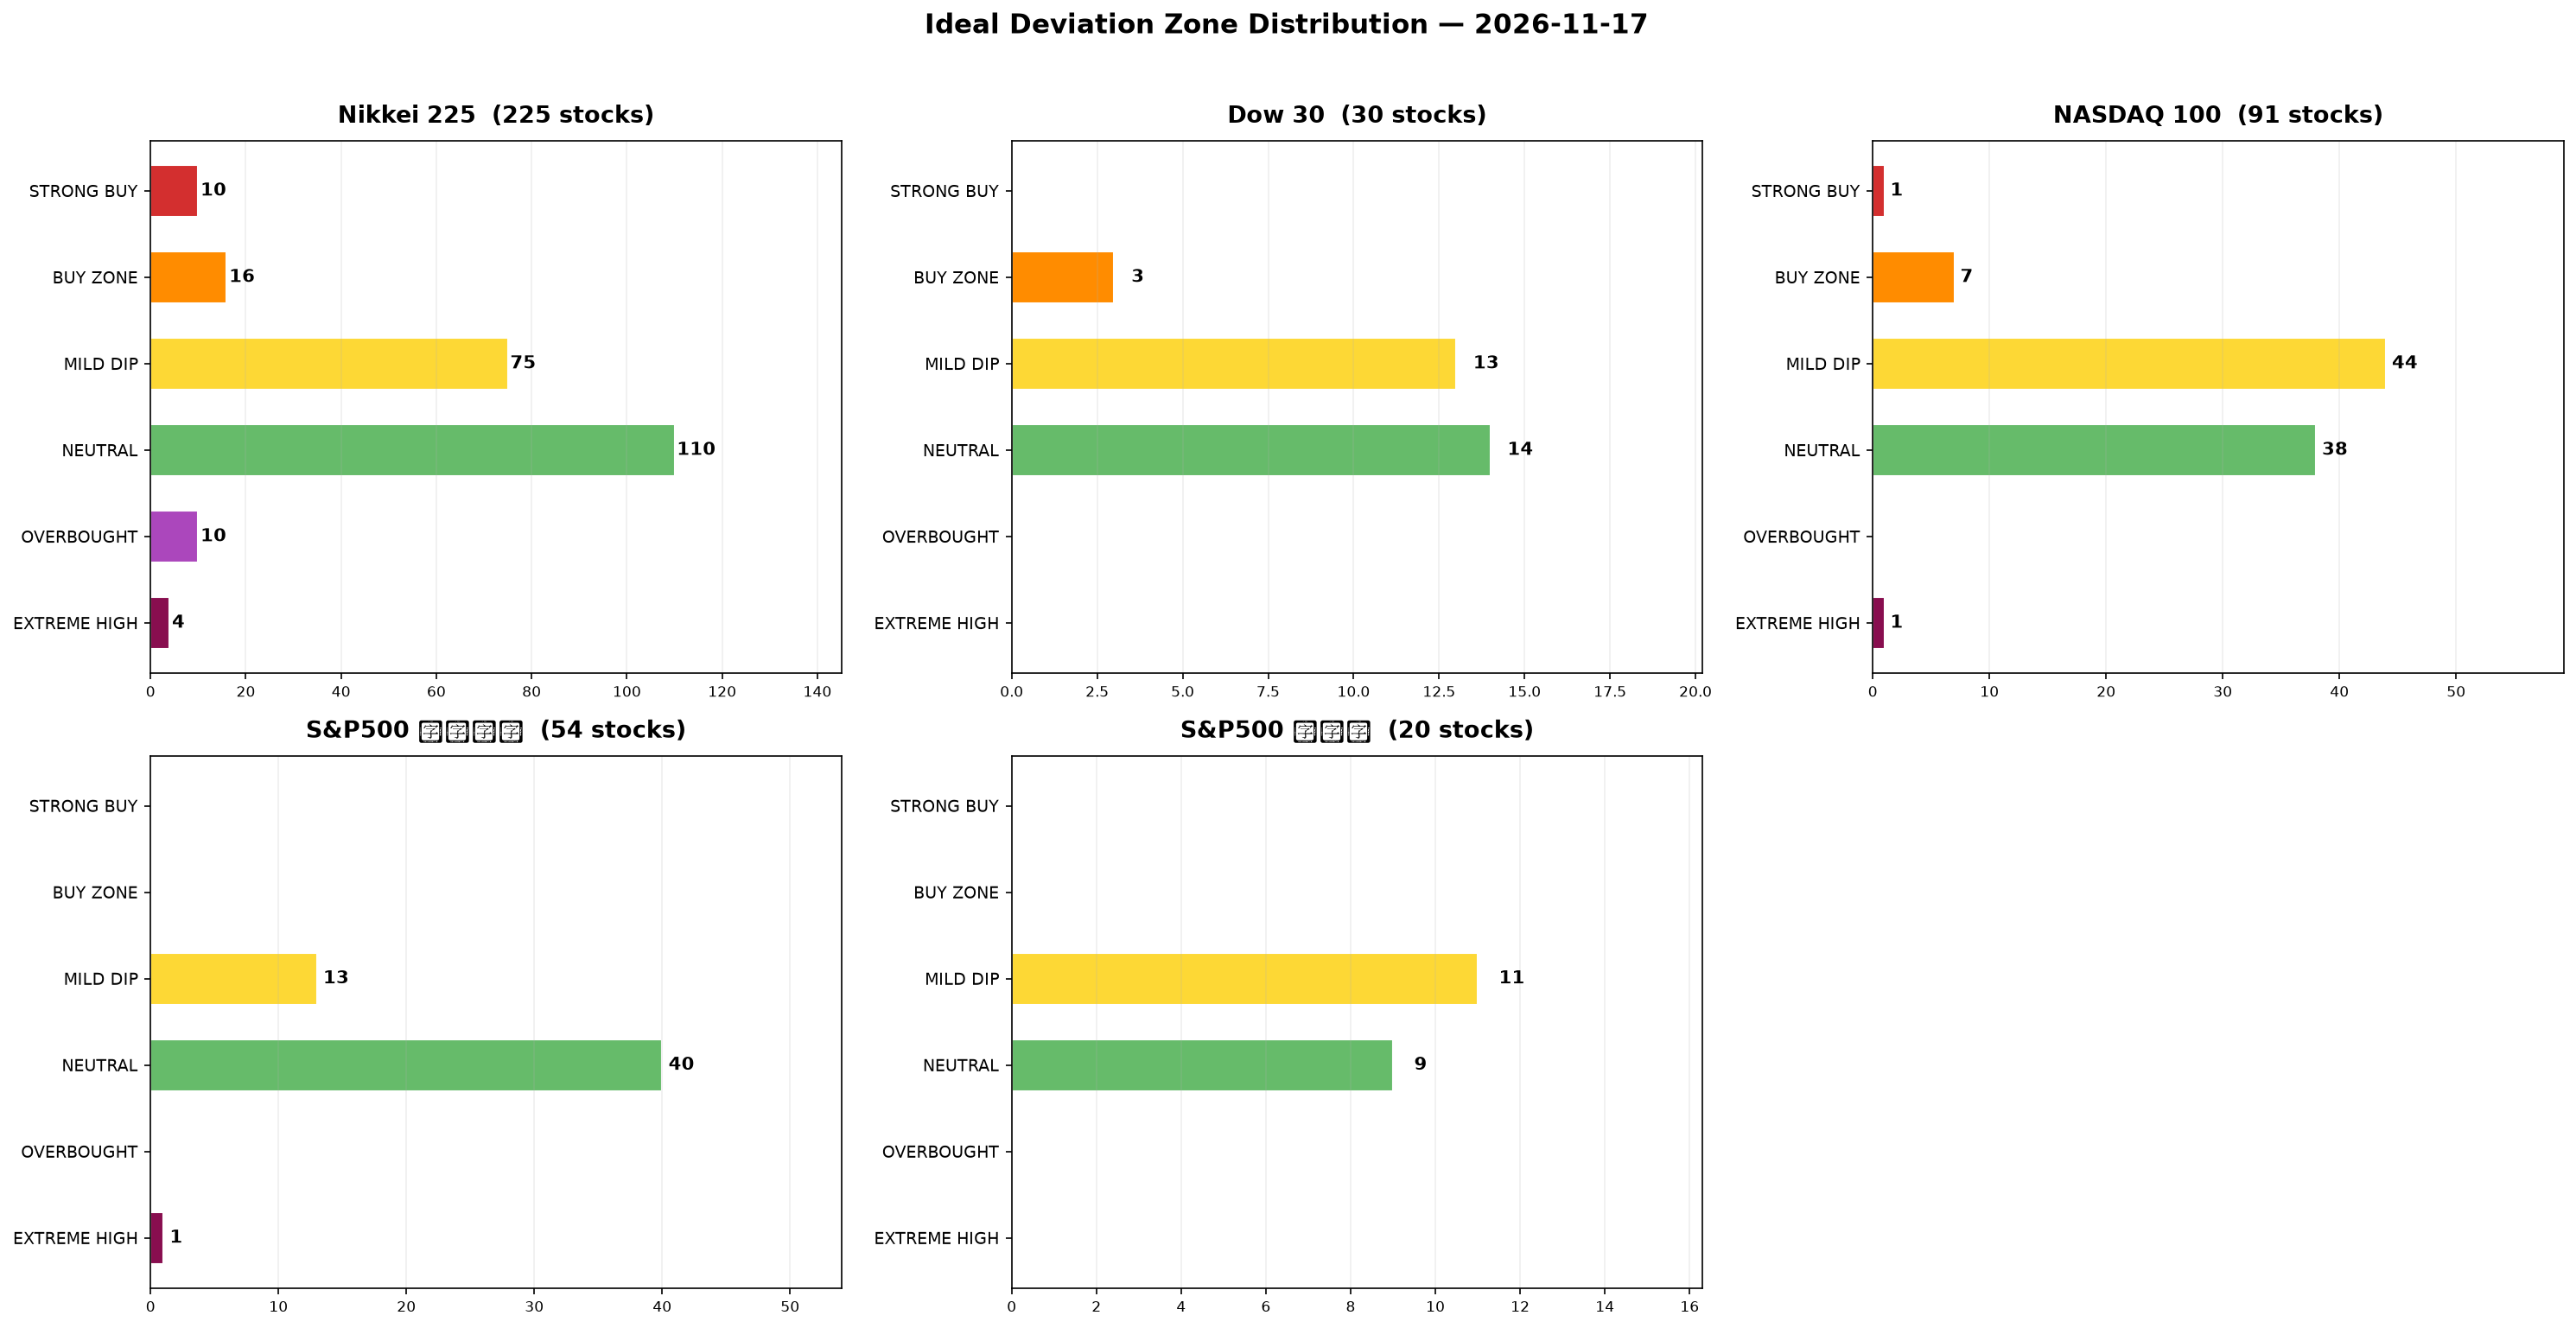 Ideal Deviation Zone Distribution — 2026-11-17
Nikkei 225 (225 stocks)
STRONG BUY 10
BUY ZONE 16
MILD DIP 75
NEUTRAL 110
OVERBOUGHT 10
EXTREME HIGH 4
0 20 40 60 80 100 120 140
Dow 30 (30 stocks)
STRONG BUY
BUY ZONE 3
MILD DIP 13
NEUTRAL 14
OVERBOUGHT
EXTREME HIGH
0.0 2.5 5.0 7.5 10.0 12.5 15.0 17.5 20.0
NASDAQ 100 (91 stocks)
STRONG BUY 1
BUY ZONE 7
MILD DIP 44
NEUTRAL 38
OVERBOUGHT
EXTREME HIGH 1
0 10 20 30 40 50
S&P500 (54 stocks)
STRONG BUY
BUY ZONE
MILD DIP 13
NEUTRAL 40
OVERBOUGHT
EXTREME HIGH 1
0 10 20 30 40 50
S&P500 (20 stocks)
STRONG BUY
BUY ZONE
MILD DIP 11
NEUTRAL 9
OVERBOUGHT
EXTREME HIGH
0 2 4 6 8 10 12 14 16